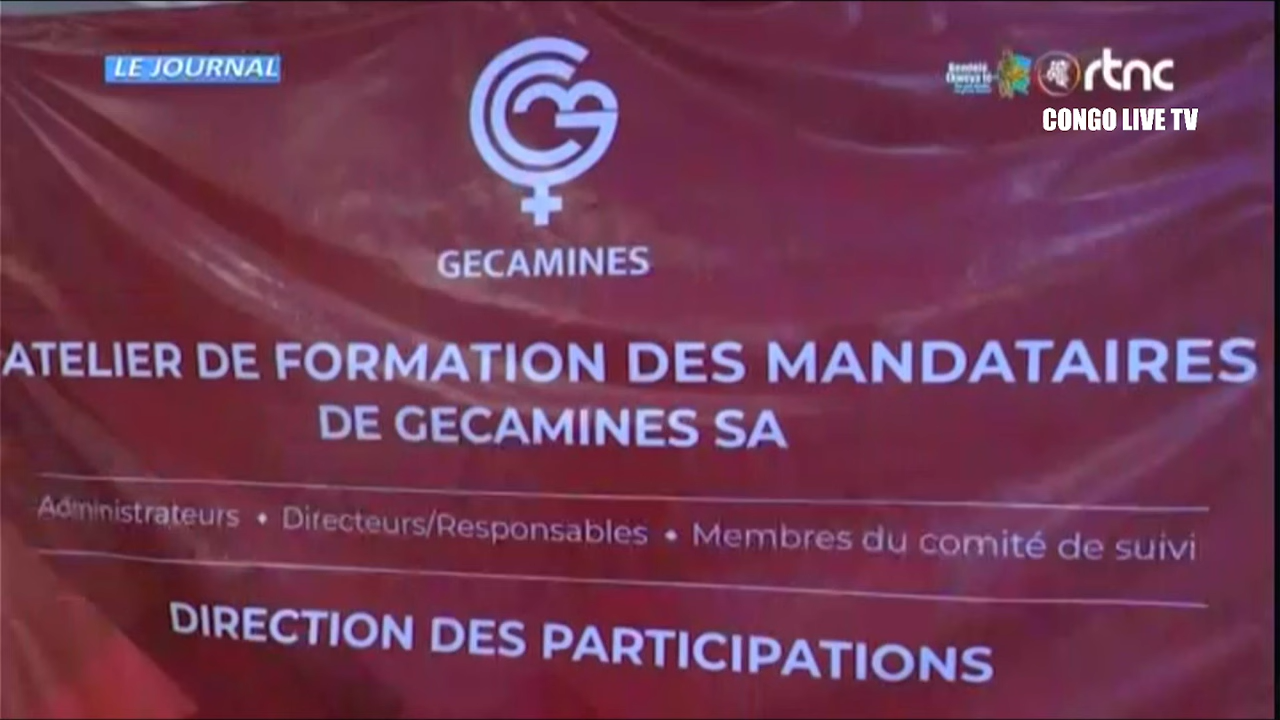 LE JOURNAL
rtnc
CONGO LIVE TV
GECAMINES
ATELIER DE FORMATION DES MANDATAIRES
DE GECAMINES SA
Administrateurs • Directeurs/Responsables • Membres du comité de suivi
DIRECTION DES PARTICIPATIONS